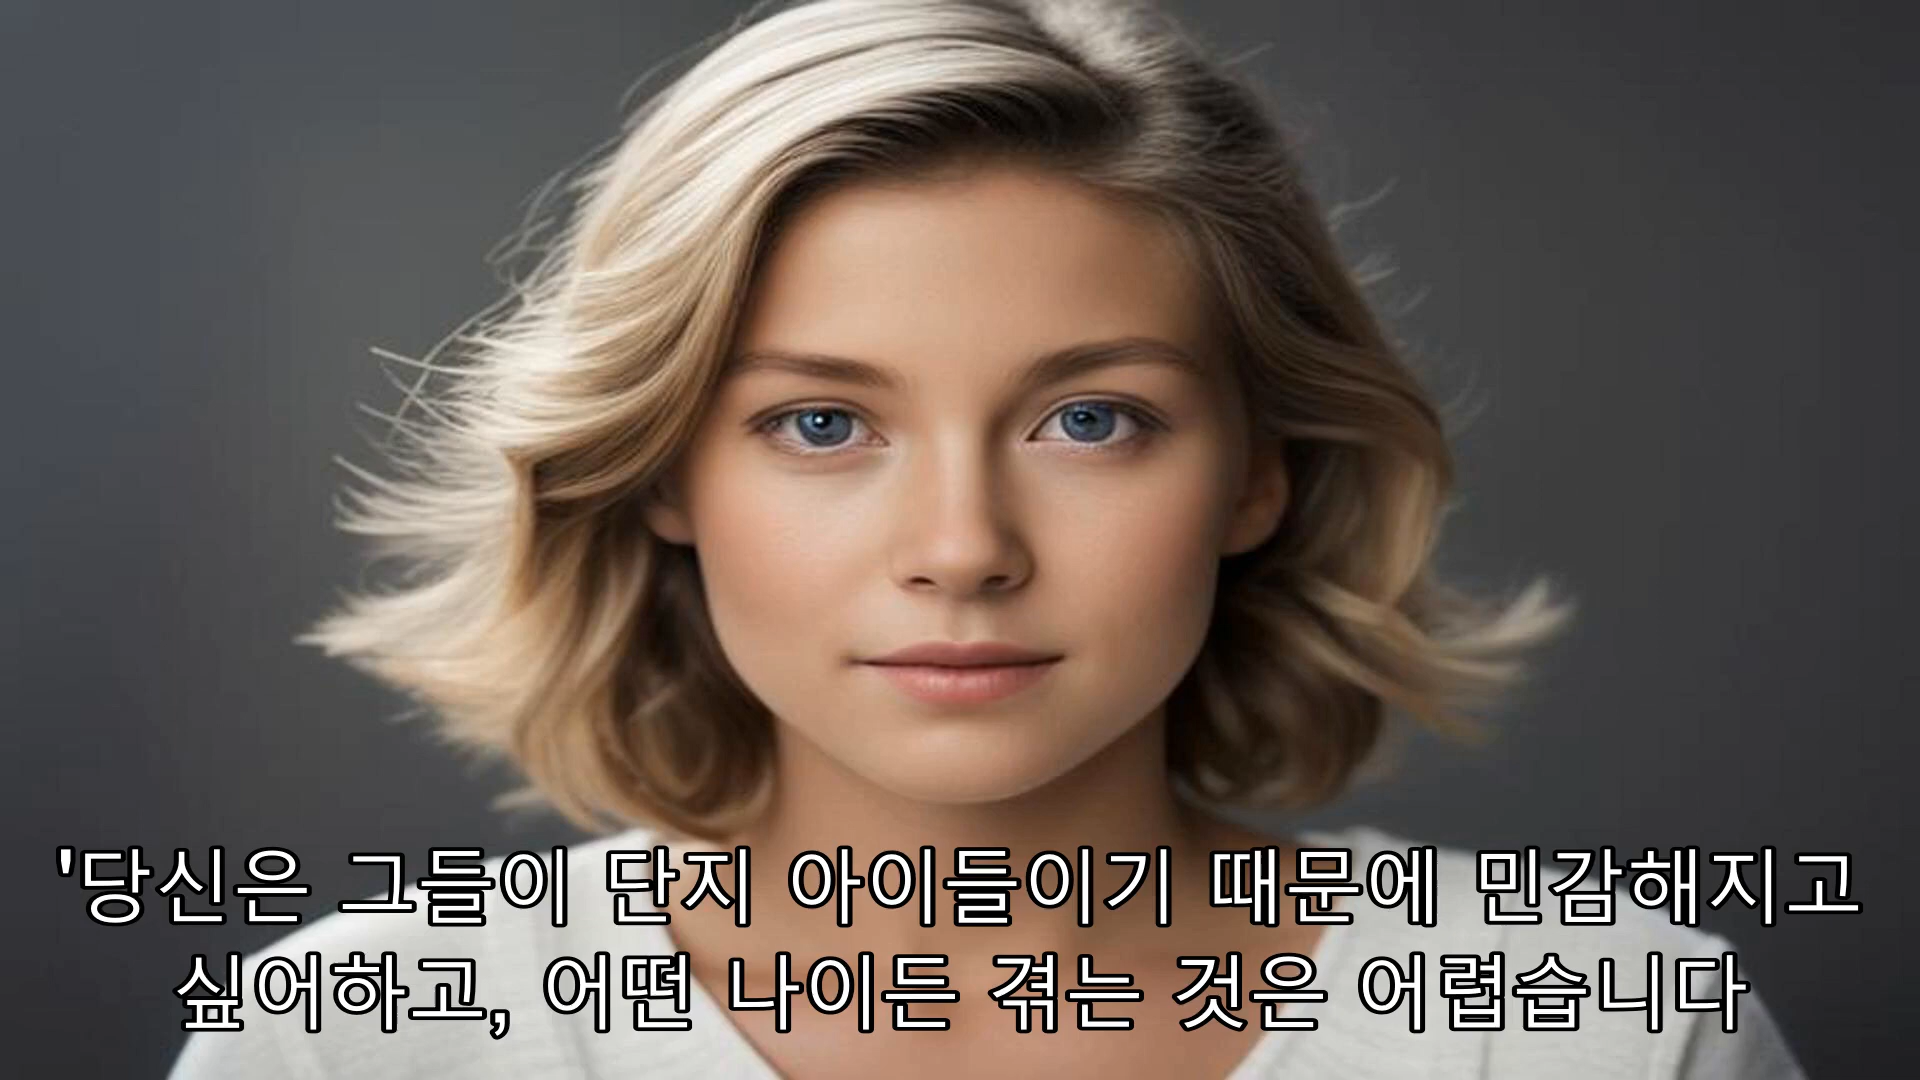 '당신은 그들이 단지 아이들이기 때문에 민감해지고
싶어하고, 어떤 나이든 겪는 것은 어렵습니다